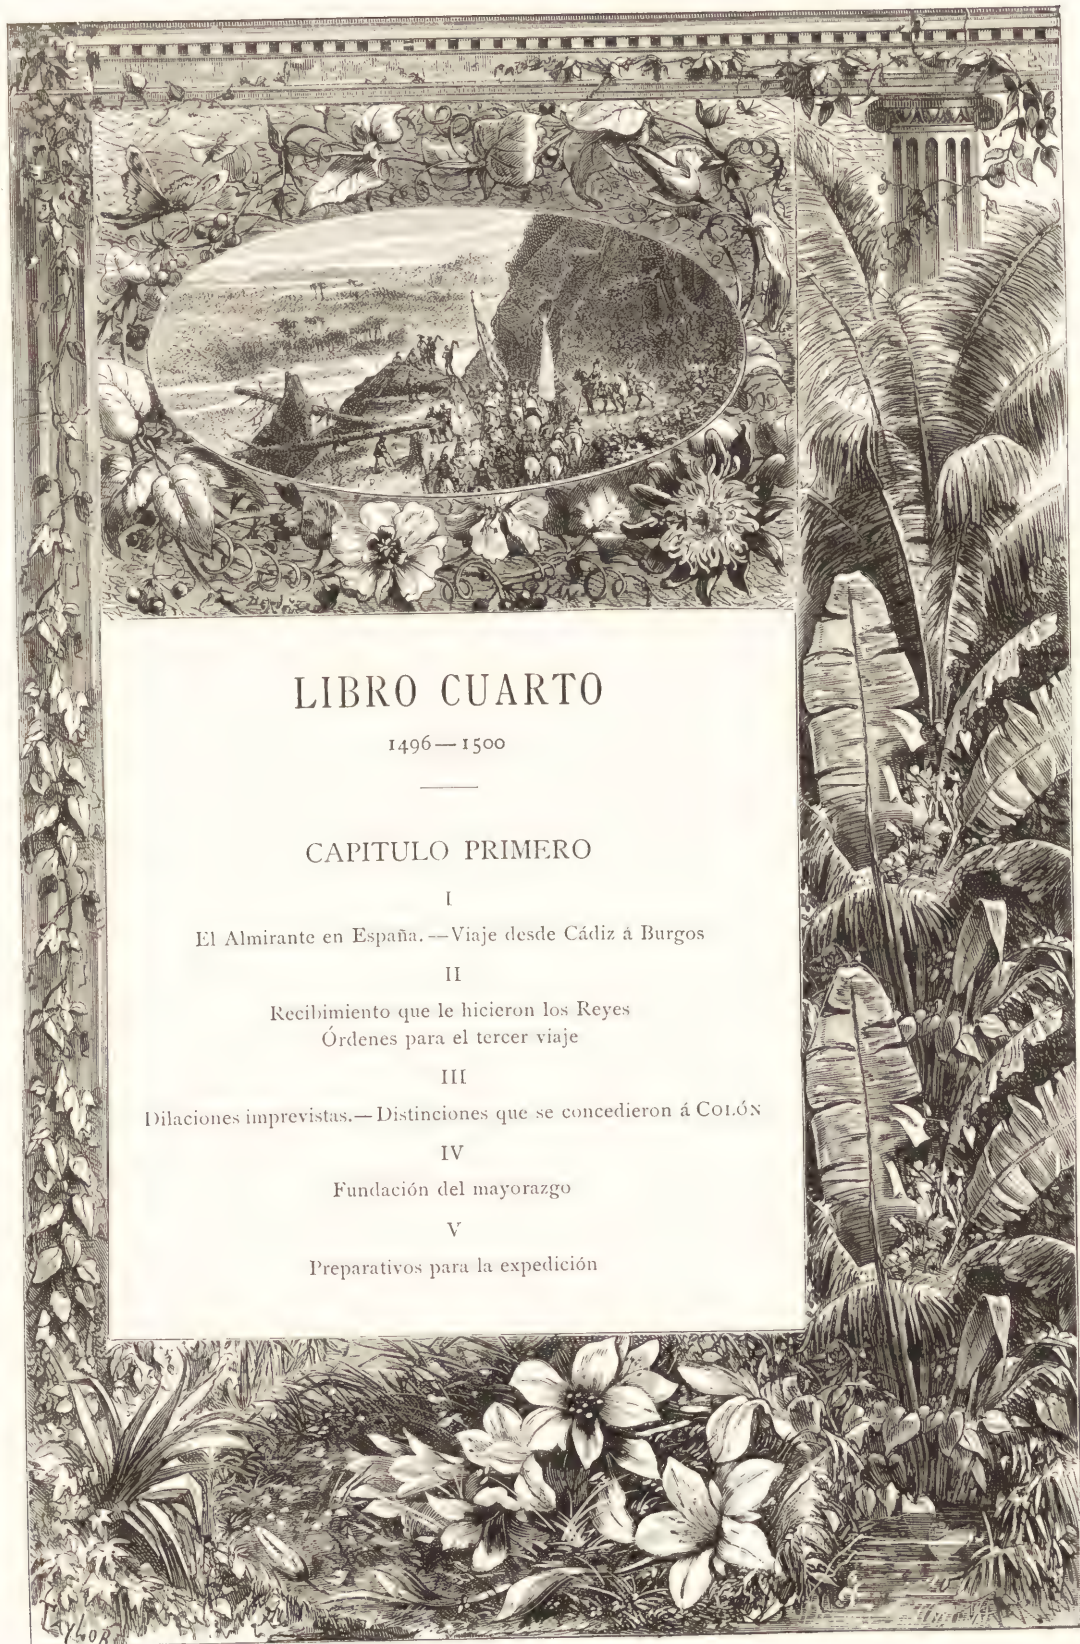 LIBRO CUARTO
1496—1500
CAPITULO PRIMERO
I
El Almirante en España.—Viaje desde Cádiz á Burgos
II
Recibimiento que le hicieron los Reyes
Órdenes para el tercer viaje
III
Dilaciones imprevistas.—Distinciones que se concedieron á COLÓN
IV
Fundación del mayorazgo
V
Preparativos para la expedición